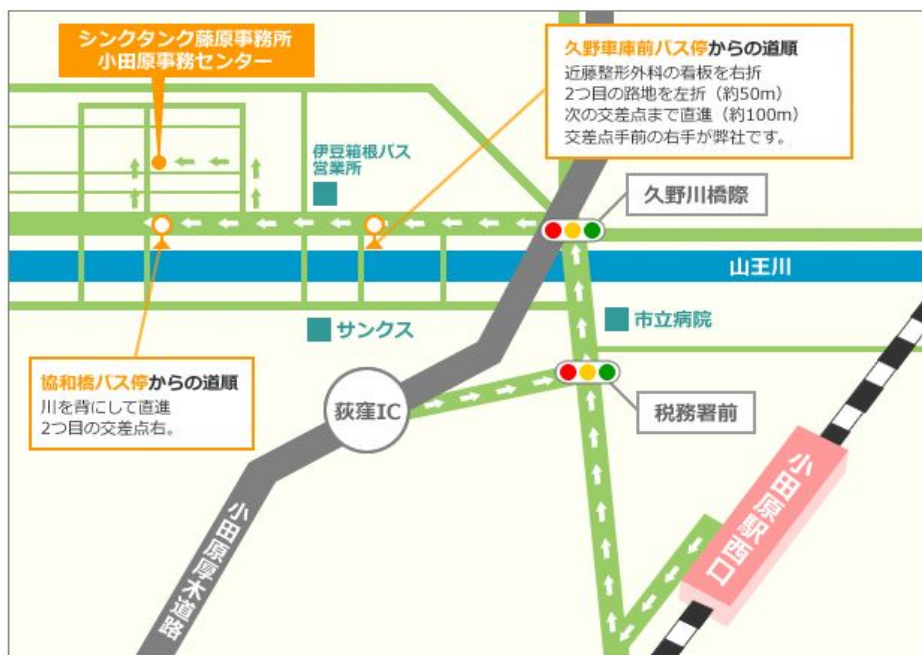 シンクタンク藤原事務所
小田原事務センター
久野車庫前バス停からの道順
近藤整形外科の看板を右折
2つ目の路地を左折（約50m）
次の交差点まで直進（約100m）
交差点手前の右手が弊社です。
伊豆箱根バス
営業所
久野川橋際
山王川
サンクス
市立病院
協和橋バス停からの道順
川を背にして直進
2つ目の交差点右。
荻窪IC
税務署前
小田原駅西口
小田原厚木道路